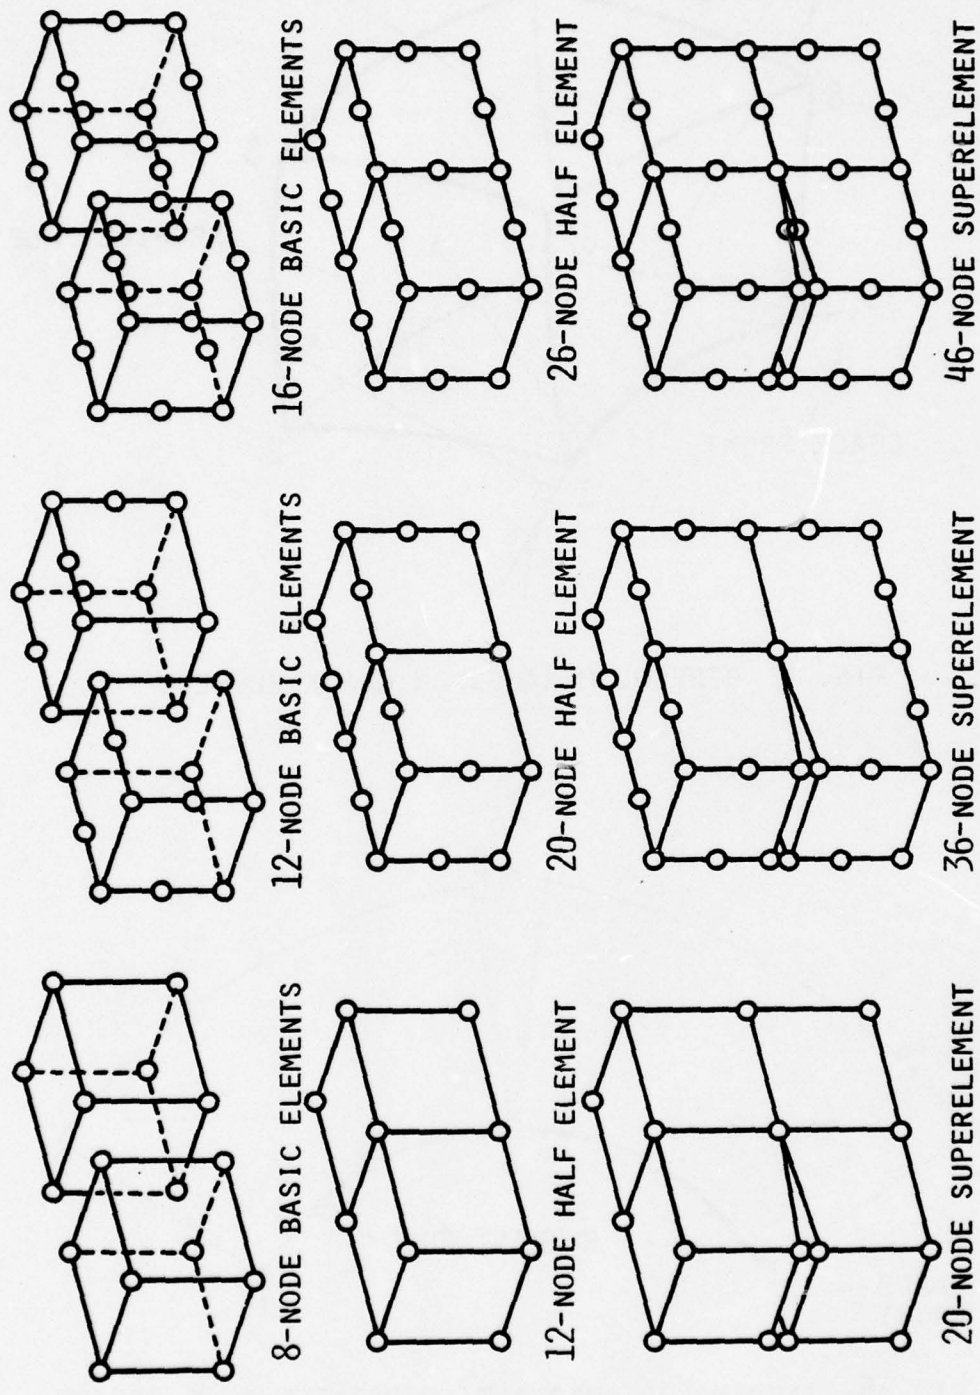 8-NODE BASIC ELEMENTS
12-NODE BASIC ELEMENTS
16-NODE BASIC ELEMENTS
12-NODE HALF ELEMENT
20-NODE HALF ELEMENT
26-NODE HALF ELEMENT
20-NODE SUPERELEMENT
36-NODE SUPERELEMENT
46-NODE SUPERELEMENT